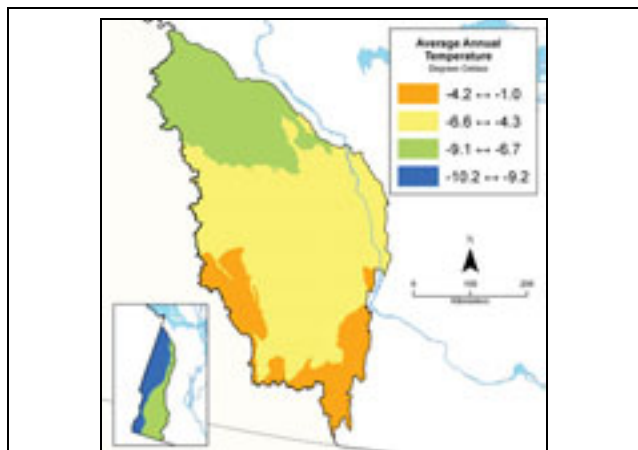 Average Annual
Temperature
Degrees Celsius
-4.2 ↔ -1.0
-6.6 ↔ -4.3
-9.1 ↔ -6.7
-10.2 ↔ -9.2
N
0 100 200
Kilometers